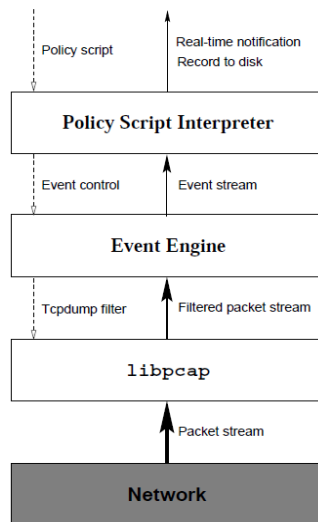 Policy script
Real-time notification
Record to disk
Policy Script Interpreter
Event control
Event stream
Event Engine
Tcpdump filter
Filtered packet stream
libpcap
Packet stream
Network